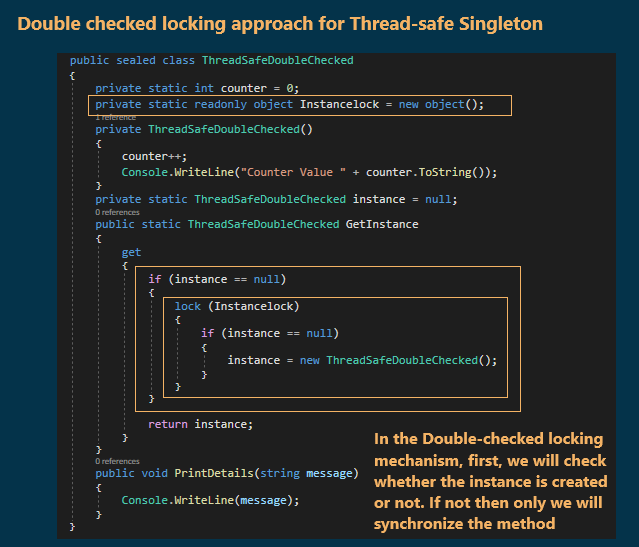 Double checked locking approach for Thread-safe Singleton
public sealed class ThreadSafeDoubleChecked
{
private static int counter = 0;
private static readonly object Instancelock = new object();
1 reference
private ThreadSafeDoubleChecked()
{
counter++;
Console.WriteLine("Counter Value " + counter.ToString());
}
private static ThreadSafeDoubleChecked instance = null;
0 references
public static ThreadSafeDoubleChecked GetInstance
{
get
{
if (instance == null)
{
lock (Instancelock)
{
if (instance == null)
{
instance = new ThreadSafeDoubleChecked();
}
}
}
return instance;
}
}
0 references
public void PrintDetails(string message)
{
Console.WriteLine(message);
}
}
In the Double-checked locking
mechanism, first, we will check
whether the instance is created
or not. If not then only we will
synchronize the method